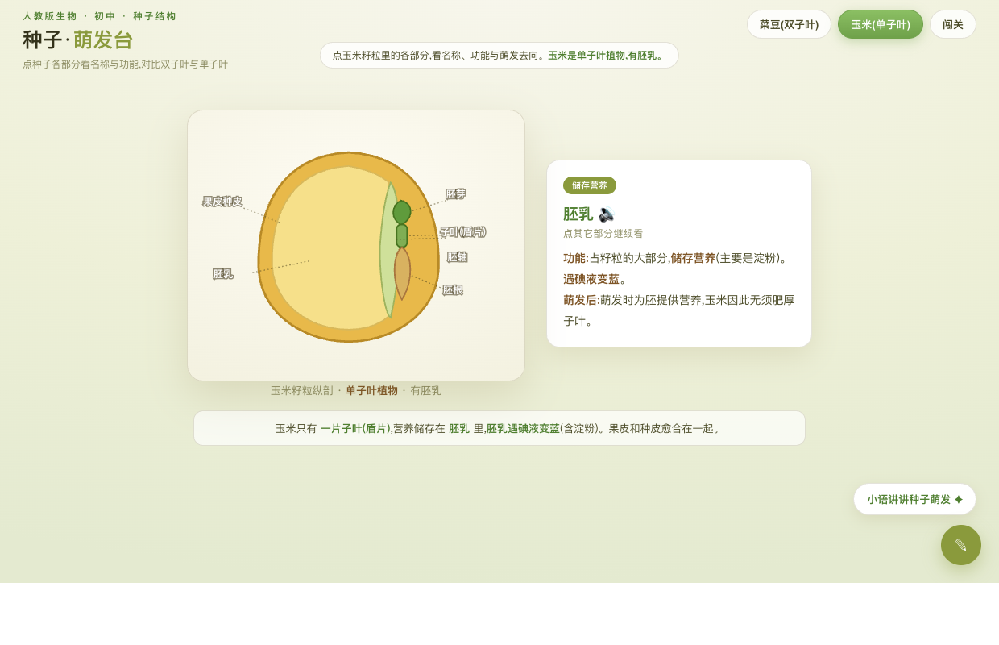 人教版生物 · 初中 · 种子结构
种子·萌发台
点种子各部分看名称与功能,对比双子叶与单子叶
菜豆(双子叶)
玉米(单子叶)
闯关
点玉米籽粒里的各部分,看名称、功能与萌发去向。玉米是单子叶植物,有胚乳。
果皮种皮
胚芽
子叶(盾片)
胚轴
胚乳
胚根
储存营养
胚乳
点其它部分继续看
功能:占籽粒的大部分,储存营养(主要是淀粉)。
遇碘液变蓝。
萌发后:萌发时为胚提供营养,玉米因此无须肥厚
子叶。
玉米籽粒纵剖 · 单子叶植物 · 有胚乳
玉米只有 一片子叶(盾片),营养储存在 胚乳 里,胚乳遇碘液变蓝(含淀粉)。果皮和种皮愈合在一起。
小语讲讲种子萌发